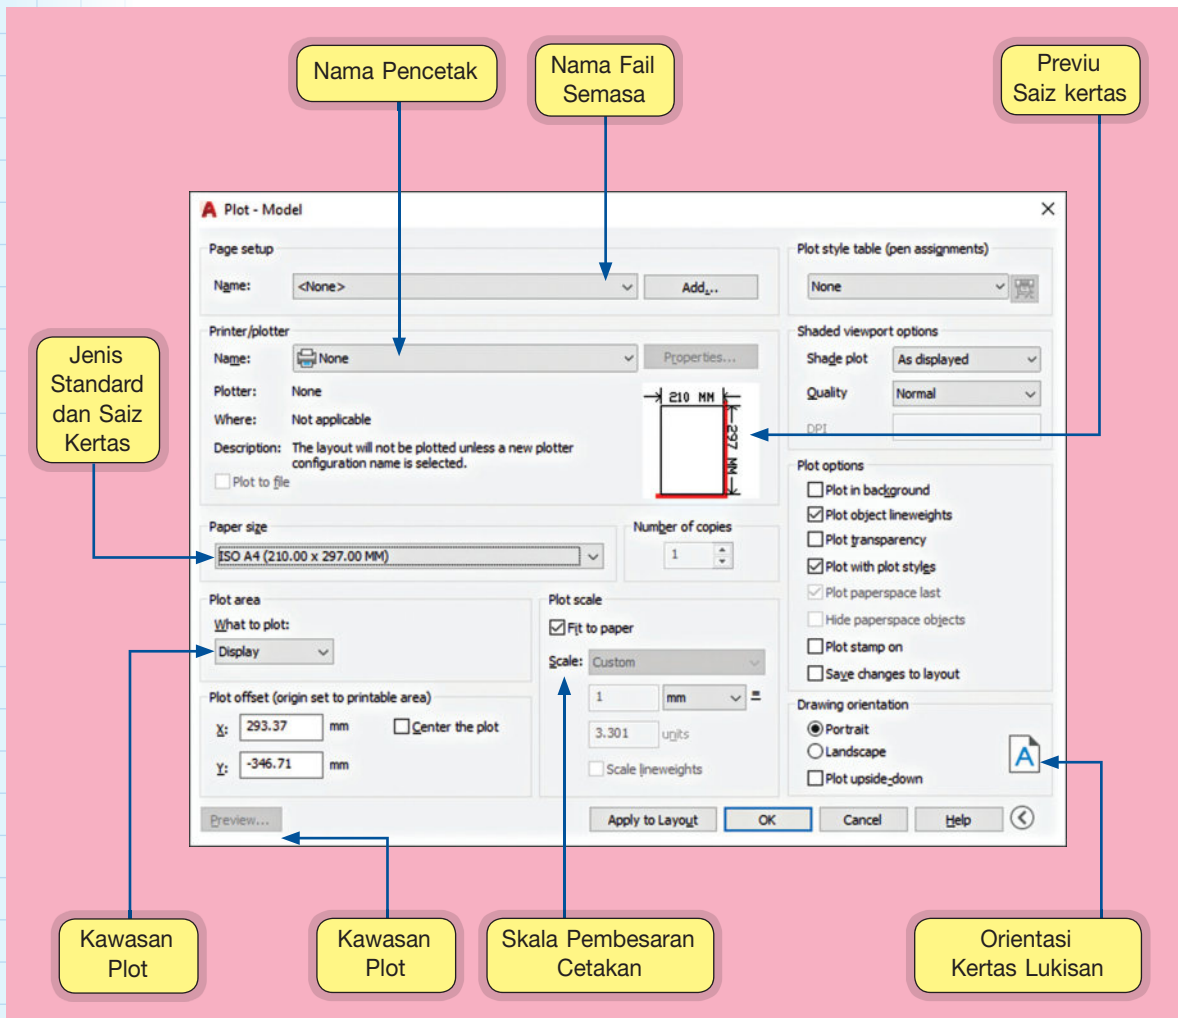 Nama Pencetak
Nama Fail
Semasa
Previu
Saiz kertas
A Plot - Model
Page setup
Name: <None> Add...
Plot style table (pen assignments)
None
Printer/plotter
Name: None Properties...
Plotter: None
Where: Not applicable
Description: The layout will not be plotted unless a new plotter
configuration name is selected.
Plot to file
210 MM
297 MM
Shaded viewport options
Shade plot As displayed
Quality Normal
DPI
Jenis
Standard
dan Saiz
Kertas
Paper size
ISO A4 (210.00 x 297.00 MM)
Number of copies
1
Plot options
Plot in background
Plot object lineweights
Plot transparency
Plot with plot styles
Plot paperspace last
Hide paperspace objects
Plot stamp on
Save changes to layout
Plot area
What to plot:
Display
Plot scale
Fit to paper
Scale: Custom
1 mm =
3.301 units
Scale lineweights
Plot offset (origin set to printable area)
X: 293.37 mm Center the plot
Y: -346.71 mm
Drawing orientation
Portrait
Landscape
Plot upside-down
A
Preview... Apply to Layout OK Cancel Help
Kawasan
Plot
Kawasan
Plot
Skala Pembesaran
Cetakan
Orientasi
Kertas Lukisan